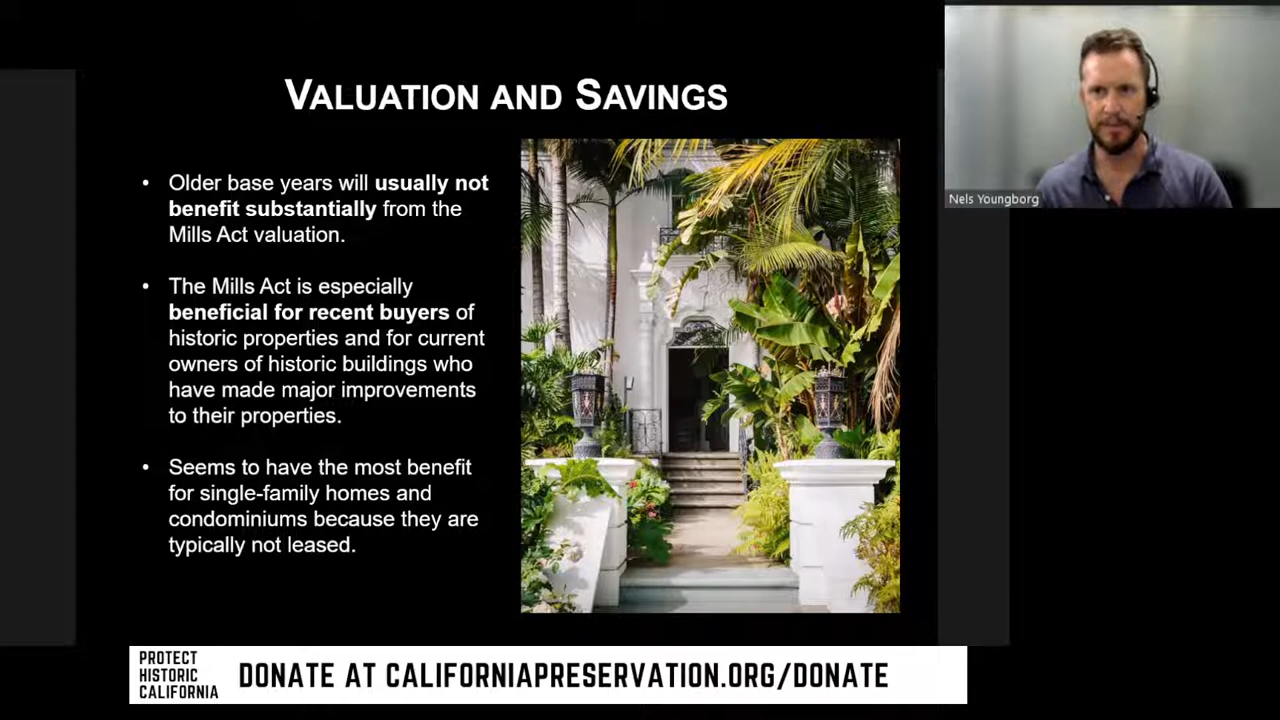 VALUATION AND SAVINGS
• Older base years will usually not
benefit substantially from the
Mills Act valuation.
• The Mills Act is especially
beneficial for recent buyers of
historic properties and for current
owners of historic buildings who
have made major improvements
to their properties.
• Seems to have the most benefit
for single-family homes and
condominiums because they are
typically not leased.
Nels Youngborg
PROTECT
HISTORIC
CALIFORNIA
DONATE AT CALIFORNIAPRESERVATION.ORG/DONATE